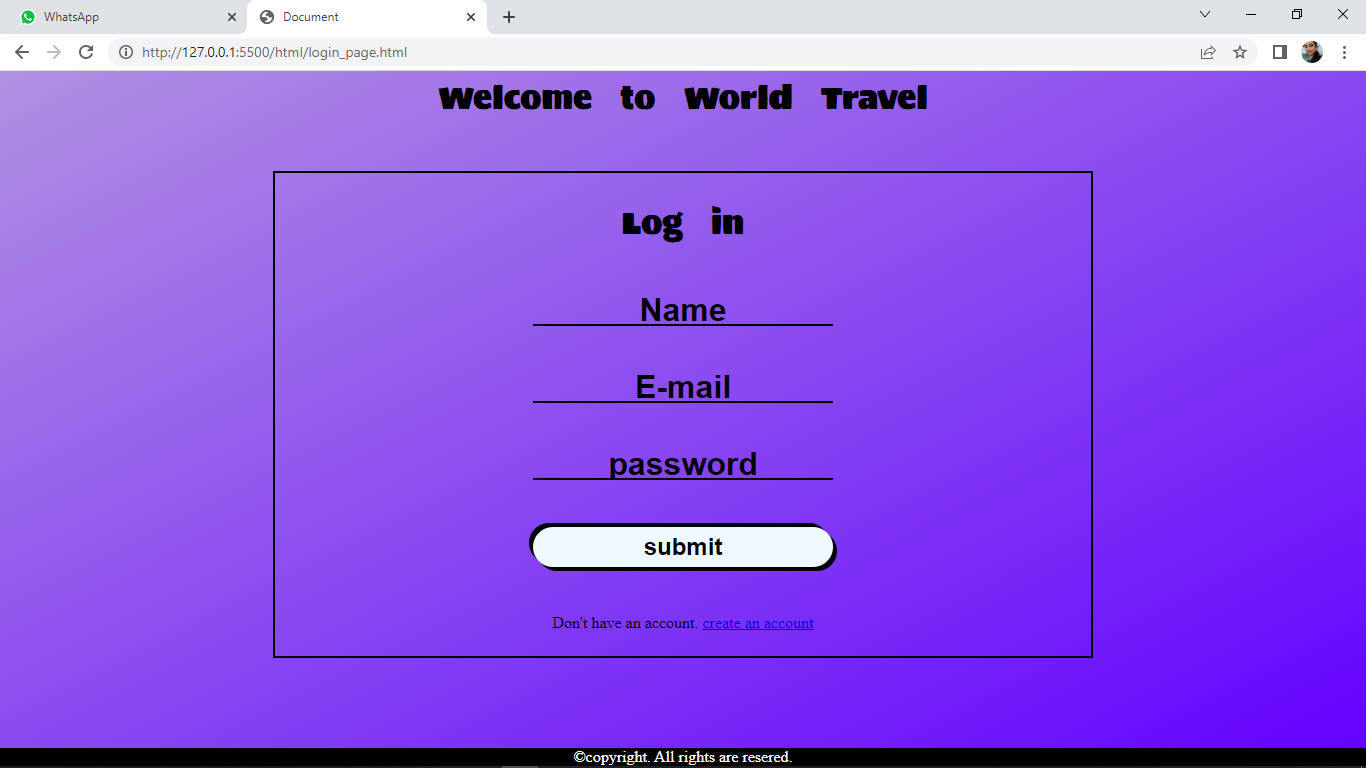 WhatsApp
Document
http://127.0.0.1:5500/html/login_page.html
Welcome to World Travel
Log in
Name
E-mail
password
submit
Don't have an account. create an account
©copyright. All rights are resered.